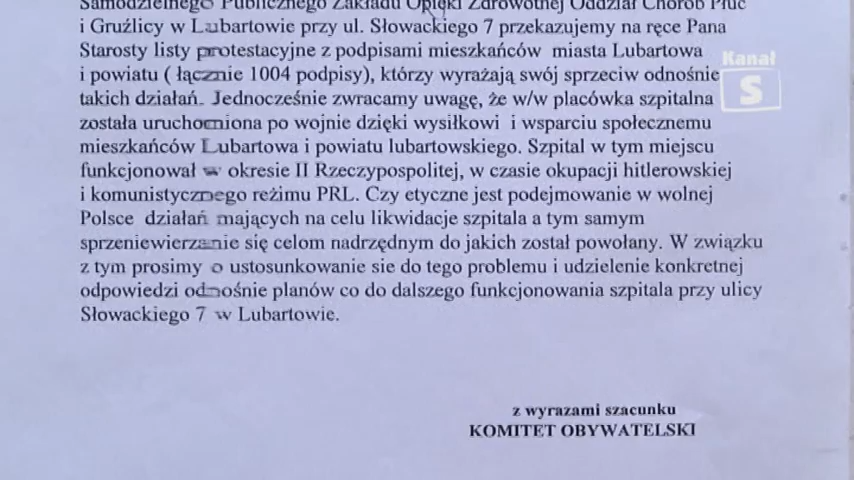 Samodzielnego Publicznego Zakładu Opieki Zdrowotnej Oddział Chorób Płuc
i Gruźlicy w Lubartowie przy ul. Słowackiego 7 przekazujemy na ręce Pana
Starosty listy protestacyjne z podpisami mieszkańców miasta Lubartowa
i powiatu ( łącznie 1004 podpisy), którzy wyrażają swój sprzeciw odnośnie
takich działań. Jednocześnie zwracamy uwagę, że w/w placówka szpitalna
została uruchomiona po wojnie dzięki wysiłkowi i wsparciu społecznemu
mieszkańców Lubartowa i powiatu lubartowskiego. Szpital w tym miejscu
funkcjonował w okresie II Rzeczypospolitej, w czasie okupacji hitlerowskiej
i komunistycznego reżimu PRL. Czy etyczne jest podejmowanie w wolnej
Polsce działań mających na celu likwidacje szpitala a tym samym
sprzeniewierzanie się celom nadrzędnym do jakich został powołany. W związku
z tym prosimy o ustosunkowanie sie do tego problemu i udzielenie konkretnej
odpowiedzi odnośnie planów co do dalszego funkcjonowania szpitala przy ulicy
Słowackiego 7 w Lubartowie.
z wyrazami szacunku
KOMITET OBYWATELSKI
Kanał
S